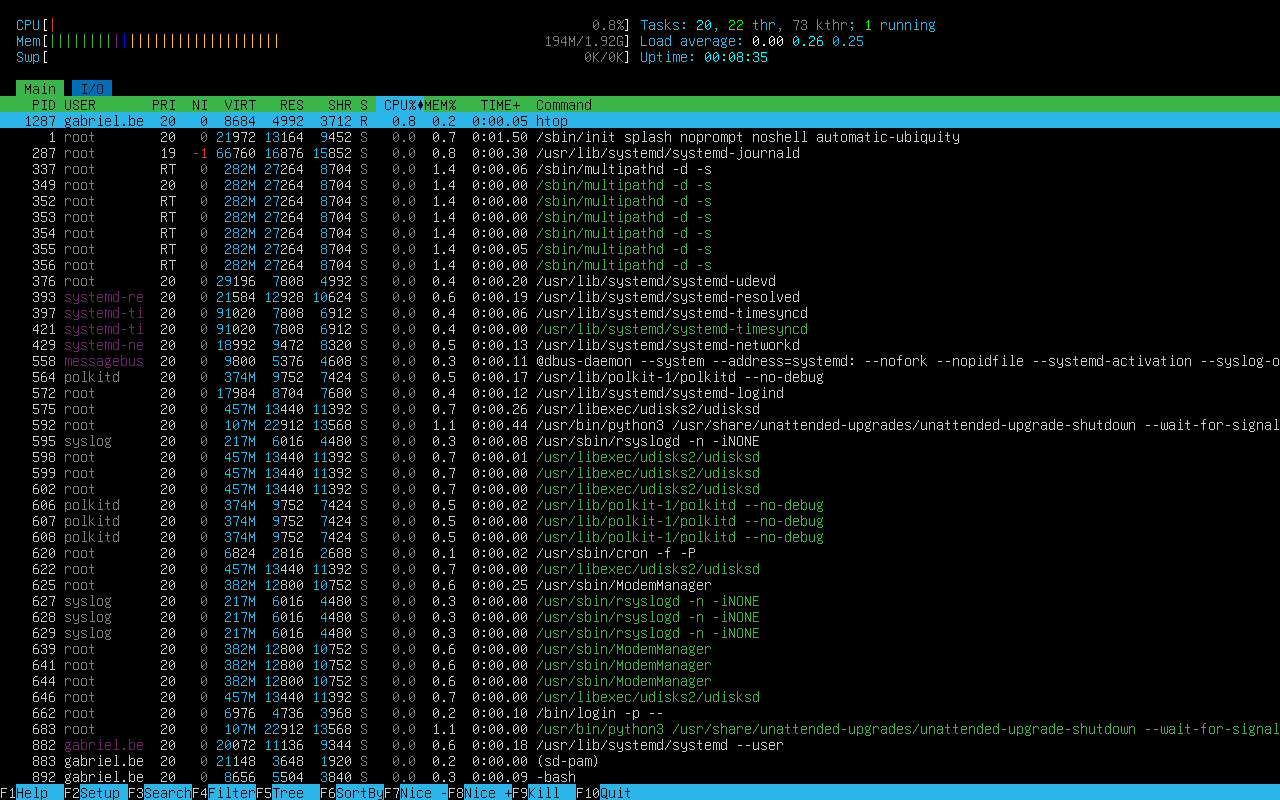 CPU[| 0.8%] Tasks: 20, 22 thr, 73 kthr; 1 running
Mem[||||||||||||||||||||||||||||| 194M/1.92G] Load average: 0.00 0.26 0.25
Swp[ 0K/0K] Uptime: 00:08:35
Main I/O
PID USER PRI NI VIRT RES SHR S CPU%▽MEM% TIME+ Command
1287 gabriel.be 20 0 8684 4992 3712 R 0.8 0.2 0:00.05 htop
1 root 20 0 21972 13164 9452 S 0.0 0.7 0:01.50 /sbin/init splash noprompt noshell automatic-ubiquity
287 root 19 -1 66760 16876 15852 S 0.0 0.8 0:00.30 /usr/lib/systemd/systemd-journald
337 root RT 0 282M 27264 8704 S 0.0 1.4 0:00.06 /sbin/multipathd -d -s
349 root 20 0 282M 27264 8704 S 0.0 1.4 0:00.00 /sbin/multipathd -d -s
352 root RT 0 282M 27264 8704 S 0.0 1.4 0:00.00 /sbin/multipathd -d -s
353 root RT 0 282M 27264 8704 S 0.0 1.4 0:00.00 /sbin/multipathd -d -s
354 root RT 0 282M 27264 8704 S 0.0 1.4 0:00.00 /sbin/multipathd -d -s
355 root RT 0 282M 27264 8704 S 0.0 1.4 0:00.05 /sbin/multipathd -d -s
356 root RT 0 282M 27264 8704 S 0.0 1.4 0:00.00 /sbin/multipathd -d -s
376 root 20 0 29196 7808 4992 S 0.0 0.4 0:00.20 /usr/lib/systemd/systemd-udevd
393 systemd-re 20 0 21584 12928 10624 S 0.0 0.6 0:00.19 /usr/lib/systemd/systemd-resolved
397 systemd-ti 20 0 91020 7808 6912 S 0.0 0.4 0:00.06 /usr/lib/systemd/systemd-timesyncd
421 systemd-ti 20 0 91020 7808 6912 S 0.0 0.4 0:00.00 /usr/lib/systemd/systemd-timesyncd
429 systemd-ne 20 0 18992 9472 8320 S 0.0 0.5 0:00.13 /usr/lib/systemd/systemd-networkd
558 messagebus 20 0 9800 5376 4608 S 0.0 0.3 0:00.11 @dbus-daemon --system --address=systemd: --nofork --nopidfile --systemd-activation --syslog-o
564 polkitd 20 0 374M 9752 7424 S 0.0 0.5 0:00.17 /usr/lib/polkit-1/polkitd --no-debug
572 root 20 0 17984 8704 7680 S 0.0 0.4 0:00.12 /usr/lib/systemd/systemd-logind
575 root 20 0 457M 13440 11392 S 0.0 0.7 0:00.26 /usr/libexec/udisks2/udisksd
592 root 20 0 107M 22912 13568 S 0.0 1.1 0:00.44 /usr/bin/python3 /usr/share/unattended-upgrades/unattended-upgrade-shutdown --wait-for-signal
595 syslog 20 0 217M 6016 4480 S 0.0 0.3 0:00.08 /usr/sbin/rsyslogd -n -iNONE
598 root 20 0 457M 13440 11392 S 0.0 0.7 0:00.01 /usr/libexec/udisks2/udisksd
599 root 20 0 457M 13440 11392 S 0.0 0.7 0:00.00 /usr/libexec/udisks2/udisksd
602 root 20 0 457M 13440 11392 S 0.0 0.7 0:00.00 /usr/libexec/udisks2/udisksd
606 polkitd 20 0 374M 9752 7424 S 0.0 0.5 0:00.02 /usr/lib/polkit-1/polkitd --no-debug
607 polkitd 20 0 374M 9752 7424 S 0.0 0.5 0:00.00 /usr/lib/polkit-1/polkitd --no-debug
608 polkitd 20 0 374M 9752 7424 S 0.0 0.5 0:00.00 /usr/lib/polkit-1/polkitd --no-debug
620 root 20 0 6824 2816 2688 S 0.0 0.1 0:00.02 /usr/sbin/cron -f -P
622 root 20 0 457M 13440 11392 S 0.0 0.7 0:00.00 /usr/libexec/udisks2/udisksd
625 root 20 0 382M 12800 10752 S 0.0 0.6 0:00.25 /usr/sbin/ModemManager
627 syslog 20 0 217M 6016 4480 S 0.0 0.3 0:00.00 /usr/sbin/rsyslogd -n -iNONE
628 syslog 20 0 217M 6016 4480 S 0.0 0.3 0:00.00 /usr/sbin/rsyslogd -n -iNONE
629 syslog 20 0 217M 6016 4480 S 0.0 0.3 0:00.00 /usr/sbin/rsyslogd -n -iNONE
639 root 20 0 382M 12800 10752 S 0.0 0.6 0:00.00 /usr/sbin/ModemManager
641 root 20 0 382M 12800 10752 S 0.0 0.6 0:00.00 /usr/sbin/ModemManager
644 root 20 0 382M 12800 10752 S 0.0 0.6 0:00.00 /usr/sbin/ModemManager
646 root 20 0 457M 13440 11392 S 0.0 0.7 0:00.00 /usr/libexec/udisks2/udisksd
662 root 20 0 6976 4736 3968 S 0.0 0.2 0:00.10 /bin/login -p --
683 root 20 0 107M 22912 13568 S 0.0 1.1 0:00.00 /usr/bin/python3 /usr/share/unattended-upgrades/unattended-upgrade-shutdown --wait-for-signal
882 gabriel.be 20 0 20072 11136 9344 S 0.0 0.6 0:00.18 /usr/lib/systemd/systemd --user
883 gabriel.be 20 0 21148 3648 1920 S 0.0 0.2 0:00.00 (sd-pam)
892 gabriel.be 20 0 8656 5504 3840 S 0.0 0.3 0:00.09 -bash
F1Help F2Setup F3SearchF4FilterF5Tree F6SortByF7Nice -F8Nice +F9Kill F10Quit